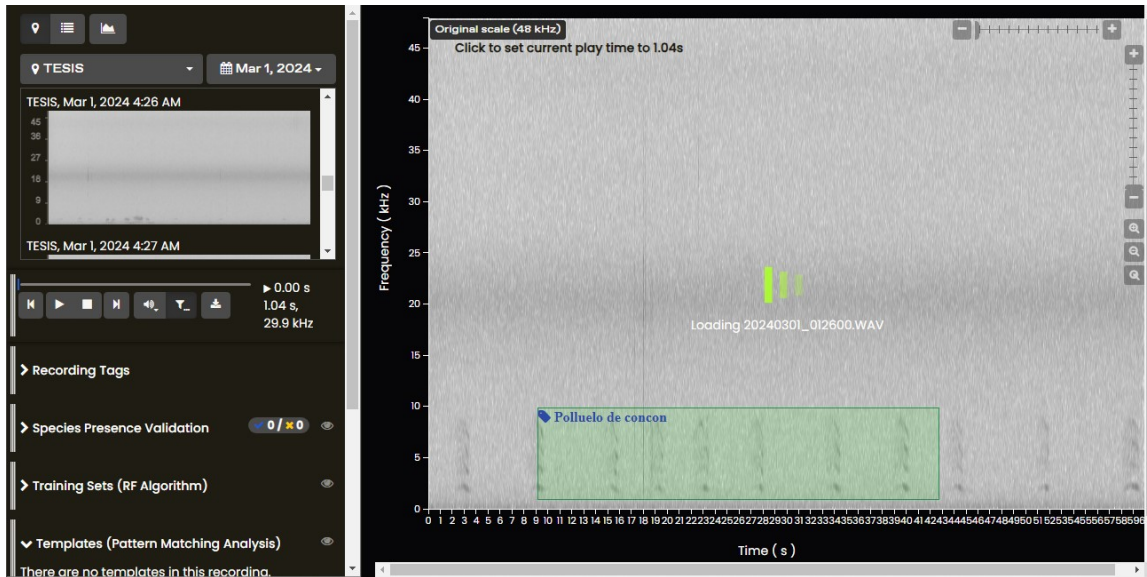 TESIS
Mar 1, 2024
TESIS, Mar 1, 2024 4:26 AM
45
36
27
18
9
0
TESIS, Mar 1, 2024 4:27 AM
0.00 s
1.04 s,
29.9 kHz
Recording Tags
Species Presence Validation
0 / 0
Training Sets (RF Algorithm)
Templates (Pattern Matching Analysis)
There are no templates in this recording.
Original scale (48 kHz)
Click to set current play time to 1.04s
Frequency ( kHz )
45
40
35
30
25
20
15
10
5
0
Loading 20240301_012600.WAV
Polluelo de concon
0 1 2 3 4 5 6 7 8 9 10 11 12 13 14 15 16 17 18 19 20 21 22 23 24 25 26 27 28 29 30 31 32 33 34 35 36 37 38 39 40 41 42 43 44 45 46 47 48 49 50 51 52 53 54 55 56 57 58 59 6
Time ( s )